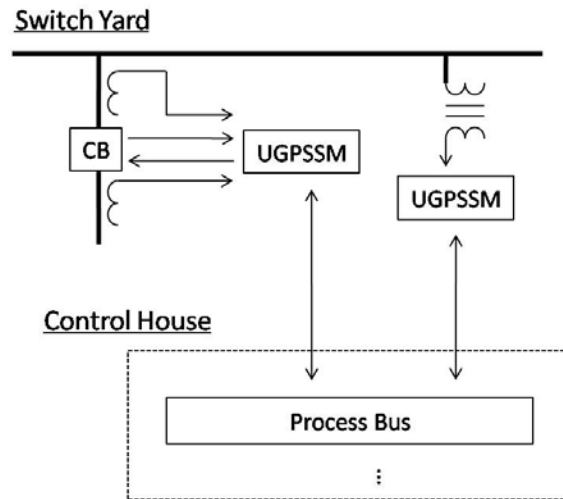 Switch Yard
CB
UGPSSM
UGPSSM
Control House
Process Bus
⋮